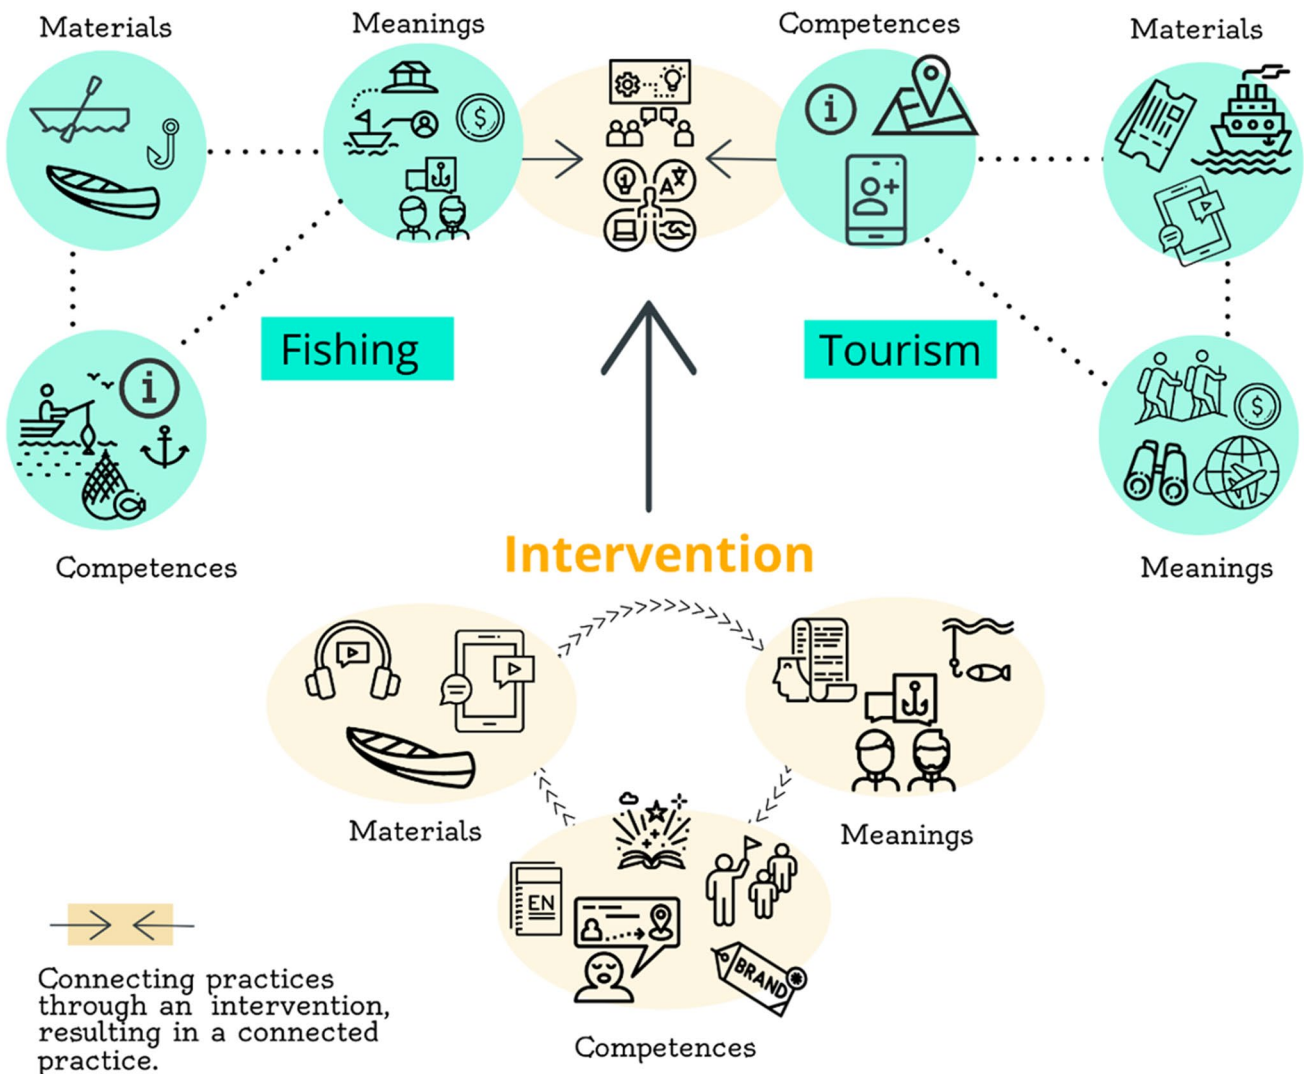 Materials
Meanings
Competences
Materials
i
$
i
A
Fishing
Tourism
i
$
Competences
Meanings
Intervention
Materials
Meanings
EN
BRAND
Competences
Connecting practices
through an intervention,
resulting in a connected
practice.